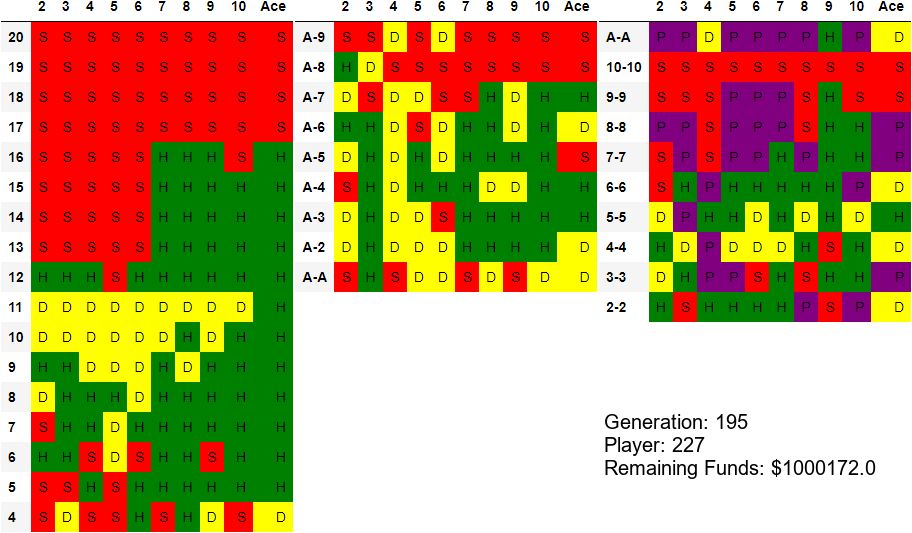 2 3 4 5 6 7 8 9 10 Ace
20 S S S S S S S S S S
19 S S S S S S S S S S
18 S S S S S S S S S S
17 S S S S S S S S S S
16 S S S S S H H H S H
15 S S S S S H H H H H
14 S S S S S H H H H H
13 S S S S S H H H H H
12 H H H S H H H H H H
11 D D D D D D D D D H
10 D D D D D D H D H H
9 H H D D D H D H H H
8 D H H H D H H H H H
7 S H H D H H H H H H
6 H H S D S H H S H H
5 S S H S H H H H H H
4 S D S S H S H D S D
2 3 4 5 6 7 8 9 10 Ace
A-9 S S D S D S S S S S
A-8 H D S S S S S S S S
A-7 D S D D S S H D H H
A-6 H H D S D H H D H D
A-5 D H D H D H H H H S
A-4 S H D H H H D D H H
A-3 D H D D S H H H H H
A-2 D H D D D H H H H D
A-A S H S D D S D S D D
2 3 4 5 6 7 8 9 10 Ace
A-A P P D P P P P H P D
10-10 S S S S S S S S S S
9-9 S S S P P P S H S S
8-8 P P S P P P S H H P
7-7 S P S P P H P H H P
6-6 S H P H H H H H P D
5-5 D P H H D H D H D H
4-4 H D P D D D H S H D
3-3 D H P P S H S H H P
2-2 H S H H H H P S P D
Generation: 195
Player: 227
Remaining Funds: $1000172.0